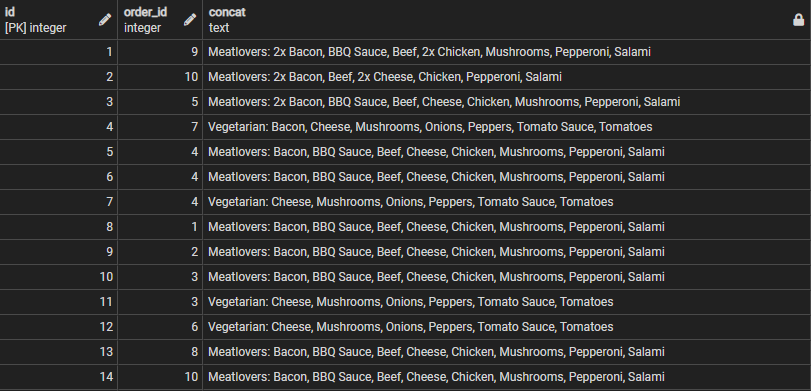 id order_id concat
[PK] integer integer text
1 9 Meatlovers: 2x Bacon, BBQ Sauce, Beef, 2x Chicken, Mushrooms, Pepperoni, Salami
2 10 Meatlovers: 2x Bacon, Beef, 2x Cheese, Chicken, Pepperoni, Salami
3 5 Meatlovers: 2x Bacon, BBQ Sauce, Beef, Cheese, Chicken, Mushrooms, Pepperoni, Salami
4 7 Vegetarian: Bacon, Cheese, Mushrooms, Onions, Peppers, Tomato Sauce, Tomatoes
5 4 Meatlovers: Bacon, BBQ Sauce, Beef, Cheese, Chicken, Mushrooms, Pepperoni, Salami
6 4 Meatlovers: Bacon, BBQ Sauce, Beef, Cheese, Chicken, Mushrooms, Pepperoni, Salami
7 4 Vegetarian: Cheese, Mushrooms, Onions, Peppers, Tomato Sauce, Tomatoes
8 1 Meatlovers: Bacon, BBQ Sauce, Beef, Cheese, Chicken, Mushrooms, Pepperoni, Salami
9 2 Meatlovers: Bacon, BBQ Sauce, Beef, Cheese, Chicken, Mushrooms, Pepperoni, Salami
10 3 Meatlovers: Bacon, BBQ Sauce, Beef, Cheese, Chicken, Mushrooms, Pepperoni, Salami
11 3 Vegetarian: Cheese, Mushrooms, Onions, Peppers, Tomato Sauce, Tomatoes
12 6 Vegetarian: Cheese, Mushrooms, Onions, Peppers, Tomato Sauce, Tomatoes
13 8 Meatlovers: Bacon, BBQ Sauce, Beef, Cheese, Chicken, Mushrooms, Pepperoni, Salami
14 10 Meatlovers: Bacon, BBQ Sauce, Beef, Cheese, Chicken, Mushrooms, Pepperoni, Salami